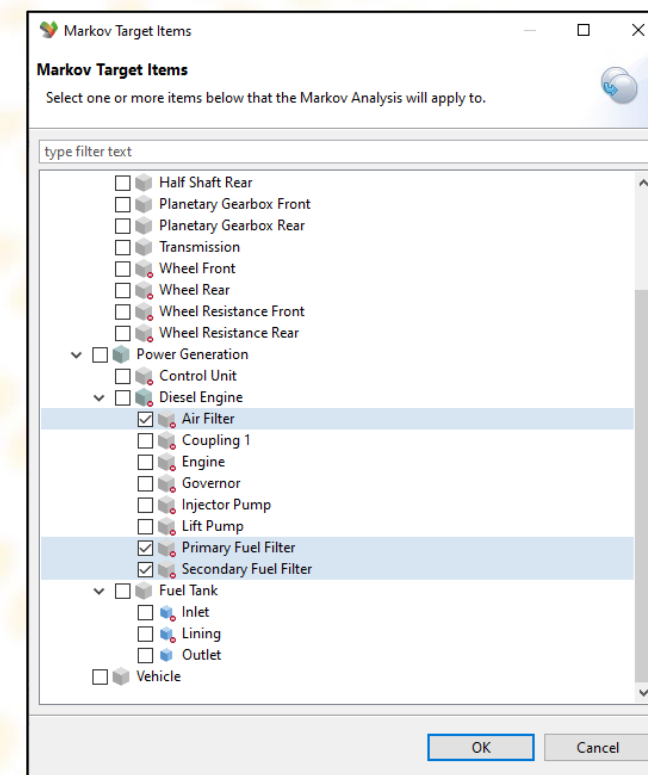 Markov Target Items
Markov Target Items
Select one or more items below that the Markov Analysis will apply to.
type filter text
Half Shaft Rear
Planetary Gearbox Front
Planetary Gearbox Rear
Transmission
Wheel Front
Wheel Rear
Wheel Resistance Front
Wheel Resistance Rear
Power Generation
Control Unit
Diesel Engine
Air Filter
Coupling 1
Engine
Governor
Injector Pump
Lift Pump
Primary Fuel Filter
Secondary Fuel Filter
Fuel Tank
Inlet
Lining
Outlet
Vehicle
OK Cancel